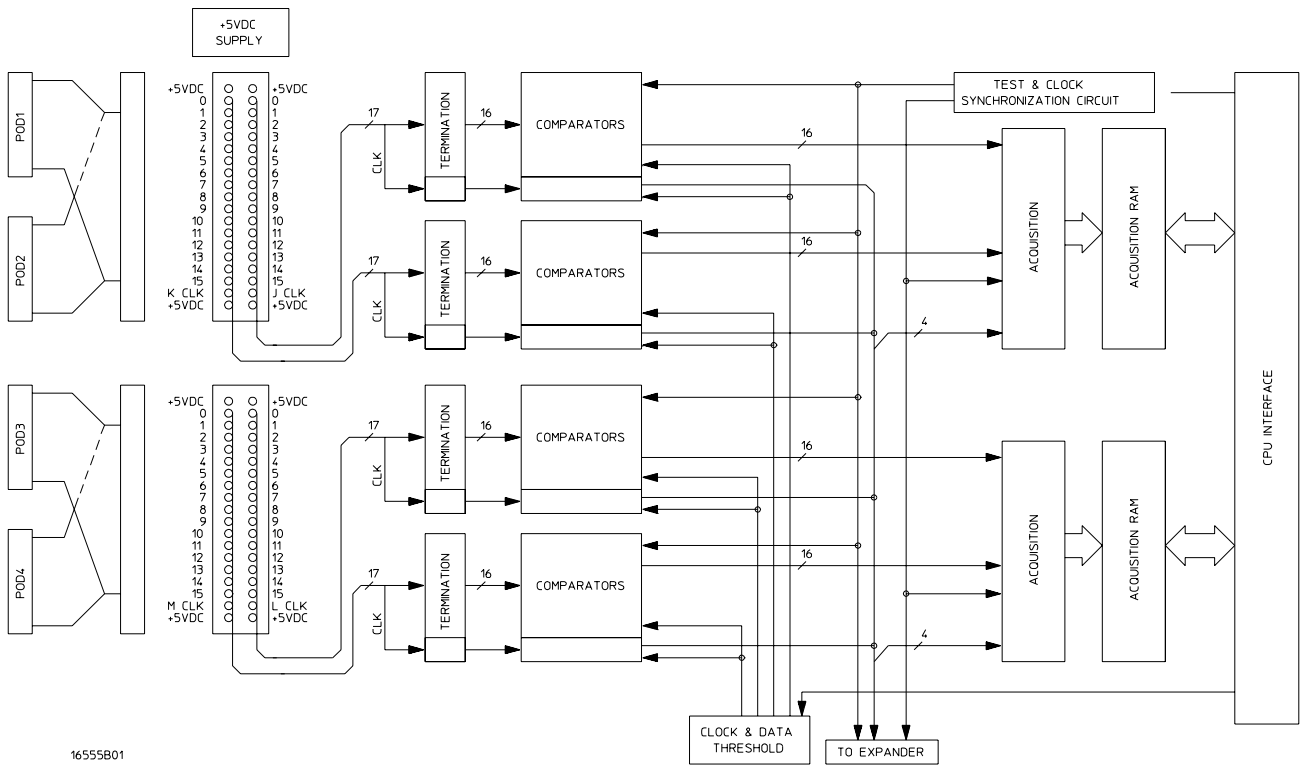 +5VDC
SUPPLY
POD1
POD2
+5VDC +5VDC
0 0
1 1
2 2
3 3
4 4
5 5
6 6
7 7
8 8
9 9
10 10
11 11
12 12
13 13
14 14
15 15
K CLK J CLK
+5VDC +5VDC
17
CLK
TERMINATION
16
COMPARATORS
17
CLK
TERMINATION
16
COMPARATORS
TEST & CLOCK
SYNCHRONIZATION CIRCUIT
16
16
4
ACQUISITION
ACQUISITION RAM
CPU INTERFACE
POD3
POD4
+5VDC +5VDC
0 0
1 1
2 2
3 3
4 4
5 5
6 6
7 7
8 8
9 9
10 10
11 11
12 12
13 13
14 14
15 15
M CLK L CLK
+5VDC +5VDC
17
CLK
TERMINATION
16
COMPARATORS
17
CLK
TERMINATION
16
COMPARATORS
16
16
4
ACQUISITION
ACQUISITION RAM
CLOCK & DATA
THRESHOLD
TO EXPANDER
16555B01